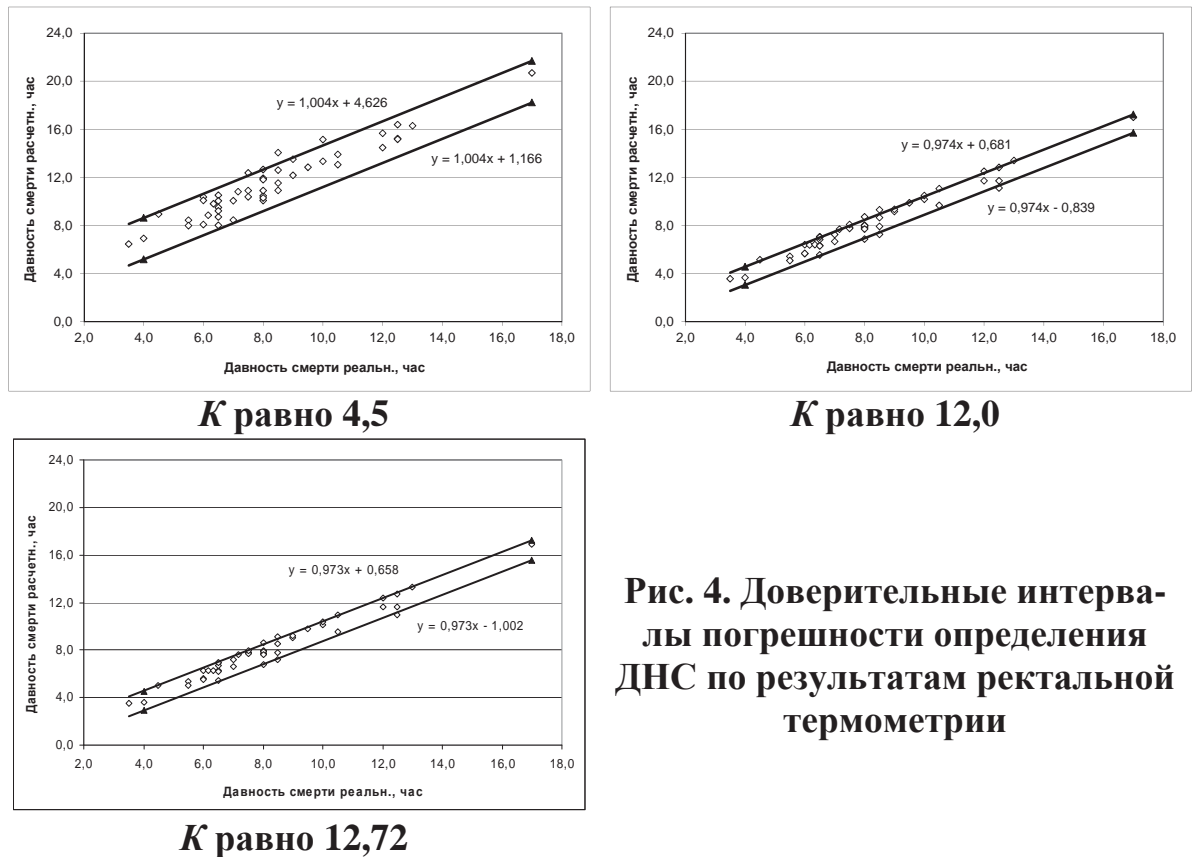 24,0
20,0
16,0
12,0
8,0
4,0
0,0
2,0 4,0 6,0 8,0 10,0 12,0 14,0 16,0 18,0
Давность смерти расчетн., час
Давность смерти реальн., час
y = 1,004x + 4,626
y = 1,004x + 1,166
К равно 4,5
24,0
20,0
16,0
12,0
8,0
4,0
0,0
2,0 4,0 6,0 8,0 10,0 12,0 14,0 16,0 18,0
Давность смерти расчетн., час
Давность смерти реальн., час
y = 0,974x + 0,681
y = 0,974x - 0,839
К равно 12,0
24,0
20,0
16,0
12,0
8,0
4,0
0,0
2,0 4,0 6,0 8,0 10,0 12,0 14,0 16,0 18,0
Давность смерти расчетн., час
Давность смерти реальн., час
y = 0,973x + 0,658
y = 0,973x - 1,002
К равно 12,72
Рис. 4. Доверительные интерва-
лы погрешности определения
ДНС по результатам ректальной
термометрии